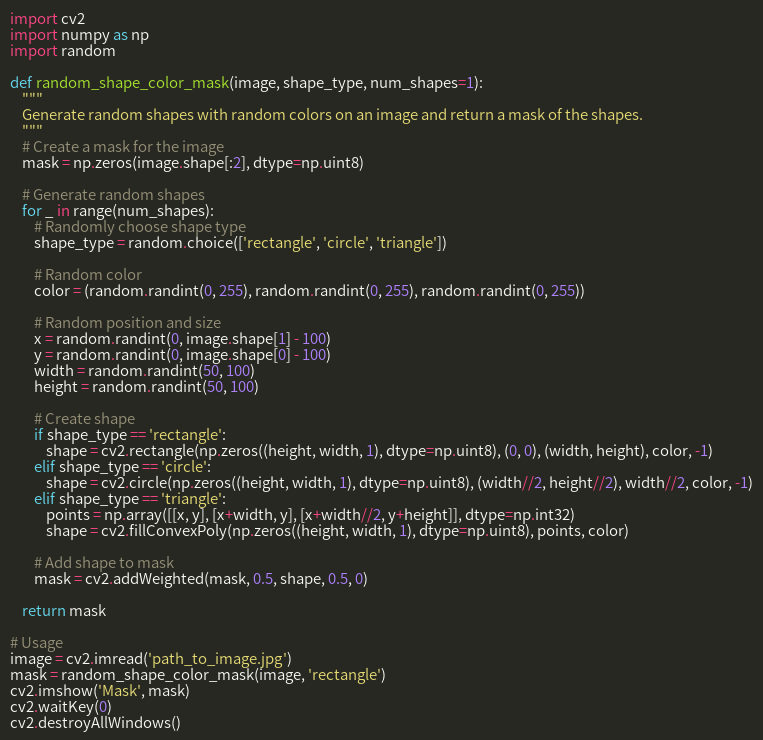 import cv2
import numpy as np
import random
def random_shape_color_mask(image, shape_type, num_shapes=1):
    """
    Generate random shapes with random colors on an image and return a mask of the shapes.
    """
    # Create a mask for the image
    mask = np.zeros(image.shape[:2], dtype=np.uint8)
    # Generate random shapes
    for _ in range(num_shapes):
        # Randomly choose shape type
        shape_type = random.choice(['rectangle', 'circle', 'triangle'])
        # Random color
        color = (random.randint(0, 255), random.randint(0, 255), random.randint(0, 255))
        # Random position and size
        x = random.randint(0, image.shape[1] - 100)
        y = random.randint(0, image.shape[0] - 100)
        width = random.randint(50, 100)
        height = random.randint(50, 100)
        # Create shape
        if shape_type == 'rectangle':
            shape = cv2.rectangle(np.zeros((height, width, 1), dtype=np.uint8), (0, 0), (width, height), color, -1)
        elif shape_type == 'circle':
            shape = cv2.circle(np.zeros((height, width, 1), dtype=np.uint8), (width//2, height//2), width//2, color, -1)
        elif shape_type == 'triangle':
            points = np.array([[x, y], [x+width, y], [x+width//2, y+height]], dtype=np.int32)
            shape = cv2.fillConvexPoly(np.zeros((height, width, 1), dtype=np.uint8), points, color)
        # Add shape to mask
        mask = cv2.addWeighted(mask, 0.5, shape, 0.5, 0)
    return mask
# Usage
image = cv2.imread('path_to_image.jpg')
mask = random_shape_color_mask(image, 'rectangle')
cv2.imshow('Mask', mask)
cv2.waitKey(0)
cv2.destroyAllWindows()